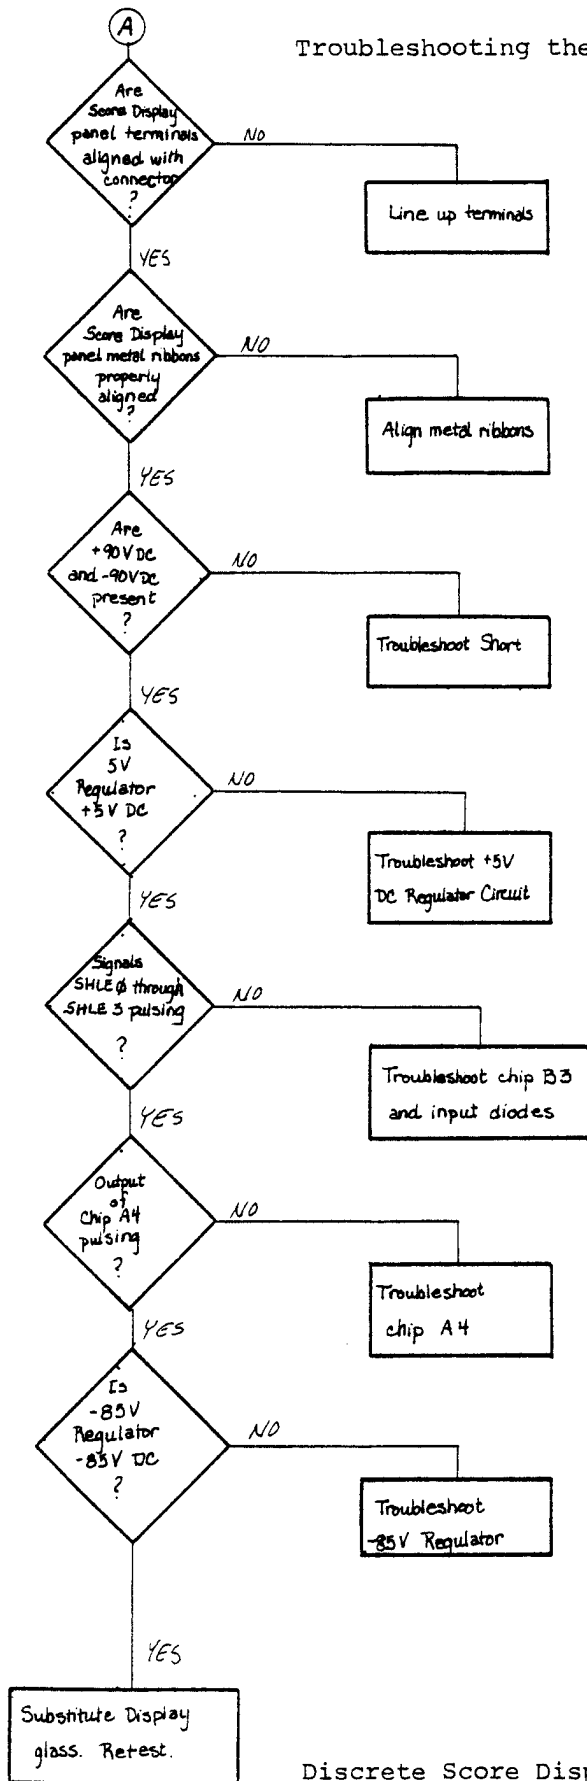 A
Troubleshooting the
Are
Score Display
panel terminals
aligned with
connector
?
NO
Line up terminals
YES
Are
Score Display
panel metal ribbons
properly
aligned
?
NO
Align metal ribbons
YES
Are
+90V DC
and -90V DC
present
?
NO
Troubleshoot Short
YES
Is
5V
Regulator
+5V DC
?
NO
Troubleshoot +5V
DC Regulator Circuit
YES
Signals
SHLE Ø through
SHLE 3 pulsing
?
NO
Troubleshoot chip B3
and input diodes
YES
Output
of
Chip A4
pulsing
?
NO
Troubleshoot
chip A4
YES
Is
-85V
Regulator
-85V DC
?
NO
Troubleshoot
-85V Regulator
YES
Substitute Display
glass. Retest.
Discrete Score Disp